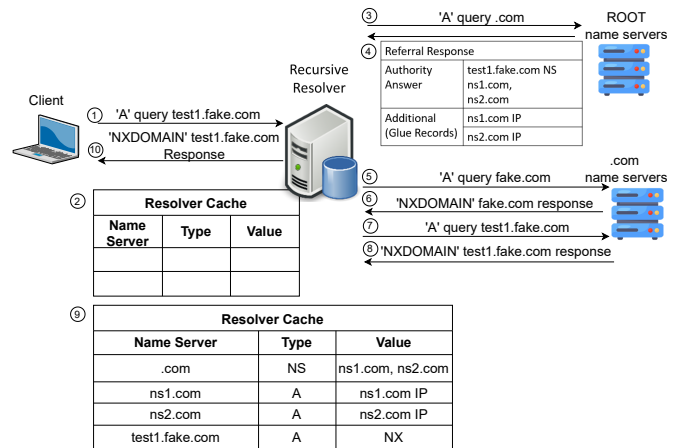 ③ 'A' query .com
ROOT
name servers
④ Referral Response
Authority
Answer
test1.fake.com NS
ns1.com,
ns2.com
Additional
(Glue Records)
ns1.com IP
ns2.com IP
Recursive
Resolver
Client
① 'A' query test1.fake.com
'NXDOMAIN' test1.fake.com
⑩ Response
.com
name servers
⑤ 'A' query fake.com
⑥ 'NXDOMAIN' fake.com response
⑦ 'A' query test1.fake.com
⑧ 'NXDOMAIN' test1.fake.com response
② Resolver Cache
Name
Server
Type
Value
⑨ Resolver Cache
Name Server Type Value
.com NS ns1.com, ns2.com
ns1.com A ns1.com IP
ns2.com A ns2.com IP
test1.fake.com A NX